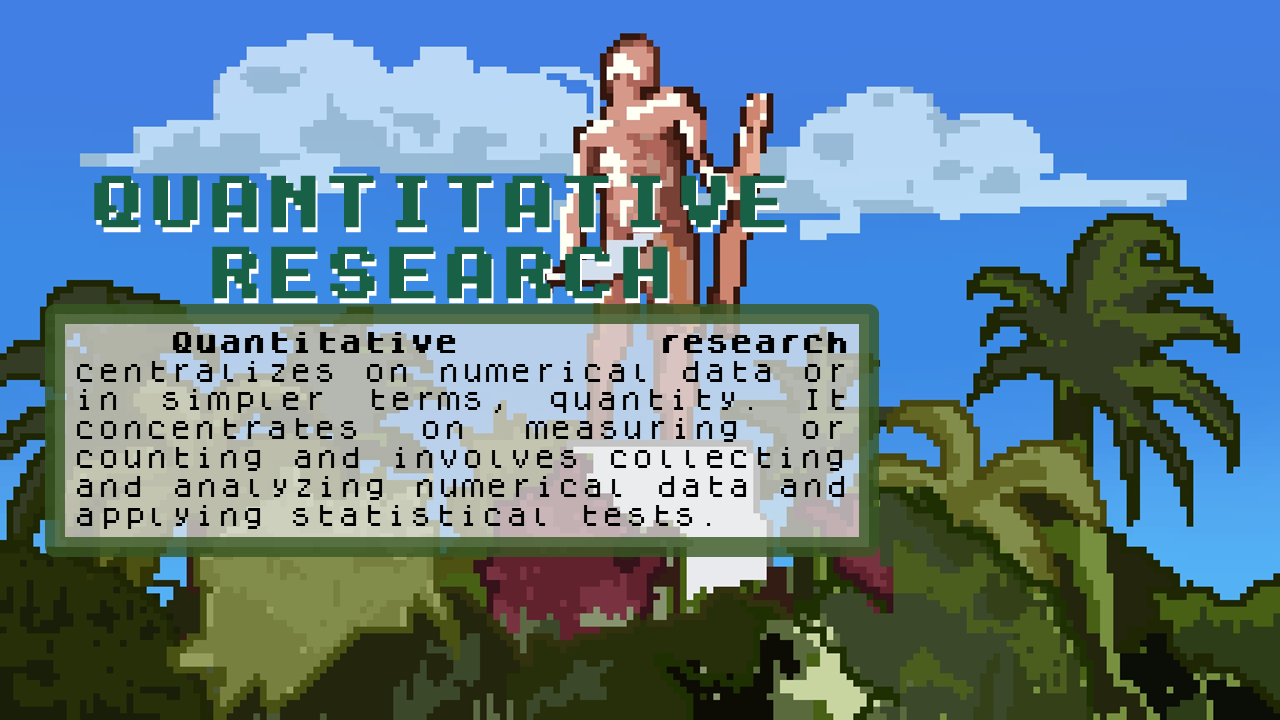 QUANTITATIVE
RESEARCH
Quantitative research
centralizes on numerical data or
in simpler terms, quantity. It
concentrates on measuring or
counting and involves collecting
and analyzing numerical data and
applying statistical tests.